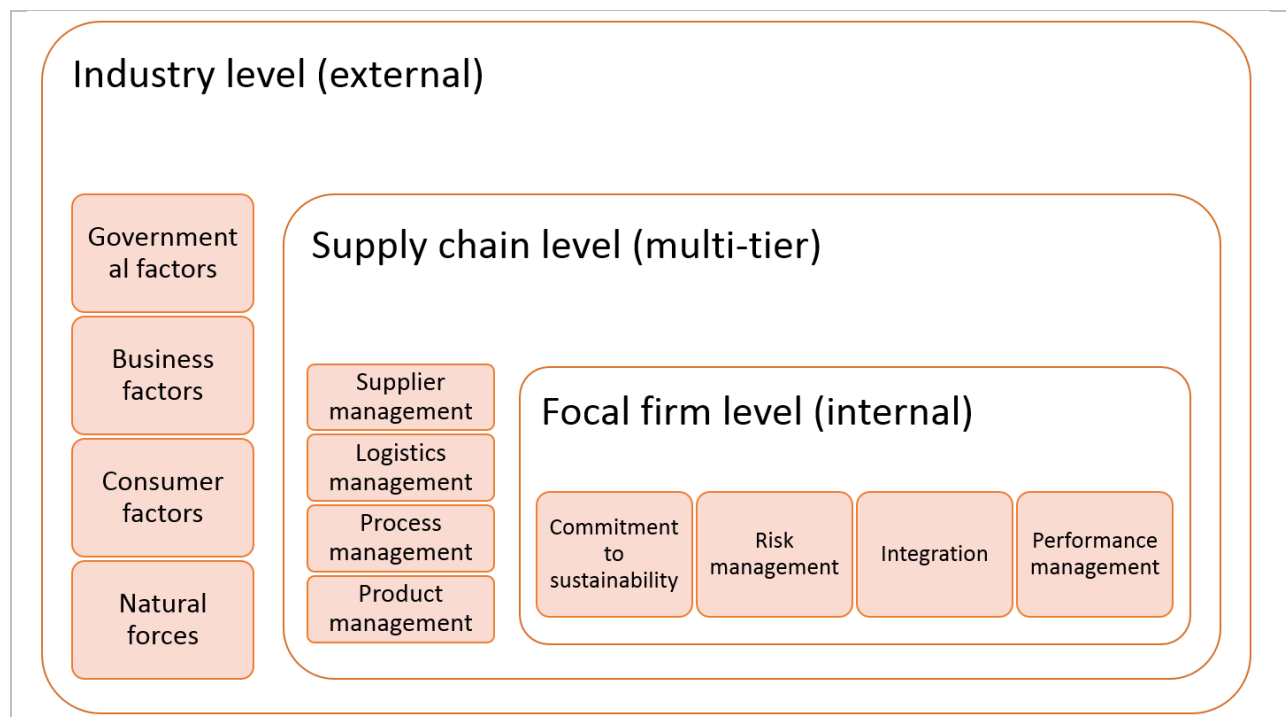 Industry level (external)
Government
al factors
Business
factors
Consumer
factors
Natural
forces
Supply chain level (multi-tier)
Supplier
management
Logistics
management
Process
management
Product
management
Focal firm level (internal)
Commitment
to
sustainability
Risk
management
Integration
Performance
management